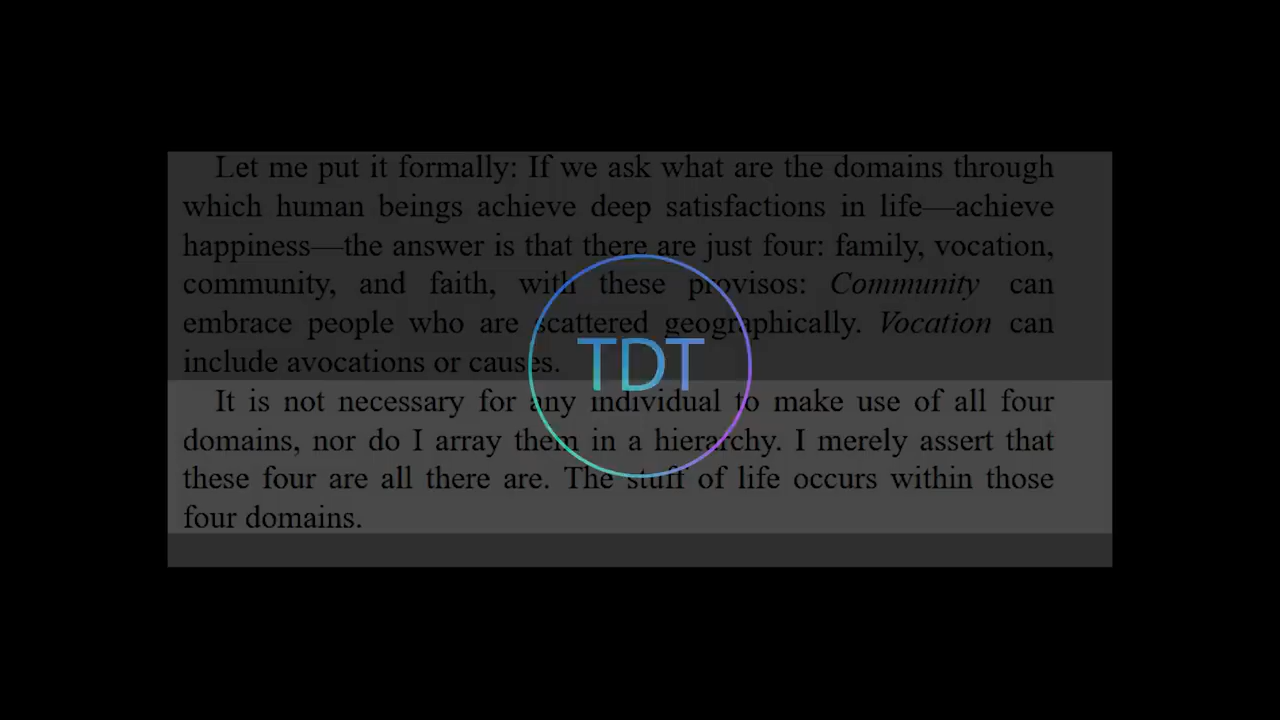 Let me put it formally: If we ask what are the domains through
which human beings achieve deep satisfactions in life—achieve
happiness—the answer is that there are just four: family, vocation,
community, and faith, with these provisos: Community can
embrace people who are scattered geographically. Vocation can
include avocations or causes.
TDT
It is not necessary for any individual to make use of all four
domains, nor do I array them in a hierarchy. I merely assert that
these four are all there are. The stuff of life occurs within those
four domains.